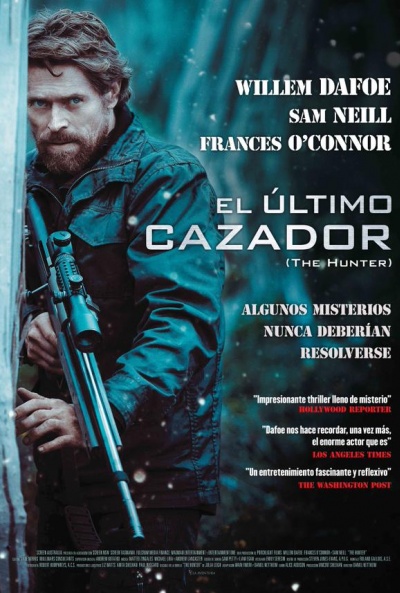 WILLEM DAFOE
SAM NEILL
FRANCES O'CONNOR
EL ÚLTIMO
CAZADOR
(THE HUNTER)
ALGUNOS MISTERIOS
NUNCA DEBERÍAN
RESOLVERSE
"Impresionante thriller lleno de misterio"
HOLLYWOOD REPORTER
"Dafoe nos hace recordar, una vez más,
el enorme actor que es"
LOS ANGELES TIMES
"Un entretenimiento fascinante y reflexivo"
THE WASHINGTON POST